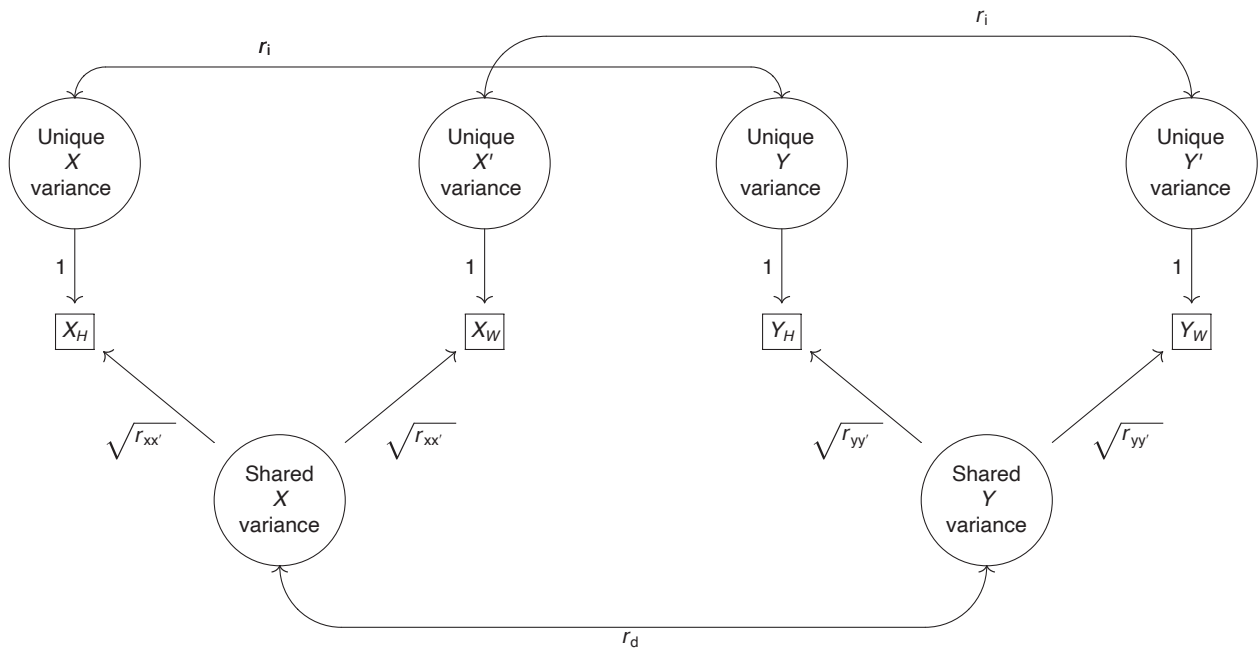 r_i
r_i
Unique
X
variance
Unique
X'
variance
Unique
Y
variance
Unique
Y'
variance
1
1
1
1
X_H
X_W
Y_H
Y_W
√r_xx'
√r_xx'
√r_yy'
√r_yy'
Shared
X
variance
Shared
Y
variance
r_d